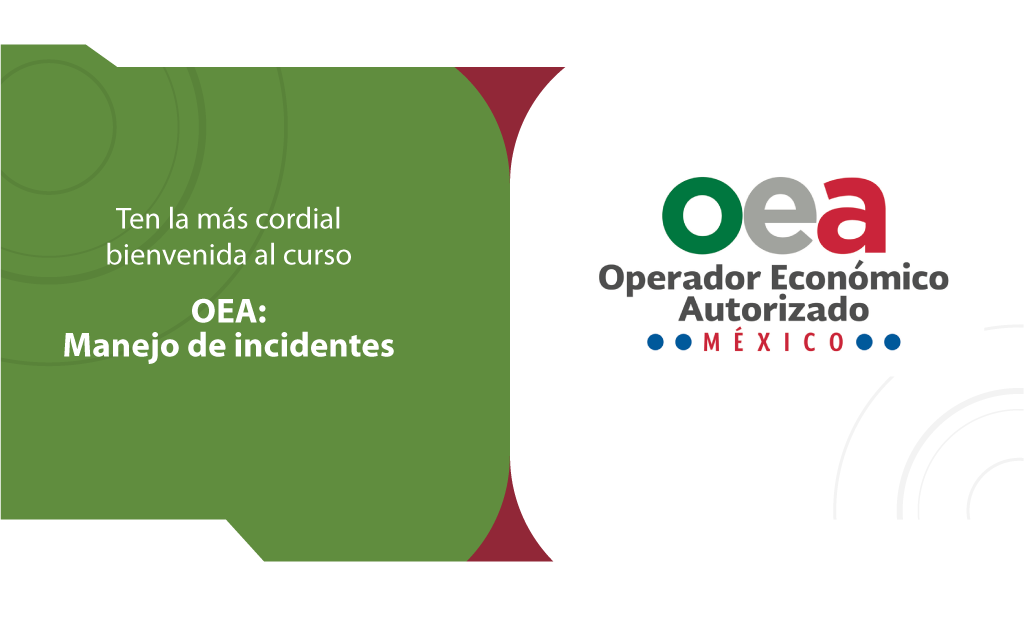 Ten la más cordial
bienvenida al curso
OEA:
Manejo de incidentes
oea
Operador Económico
Autorizado
MÉXICO